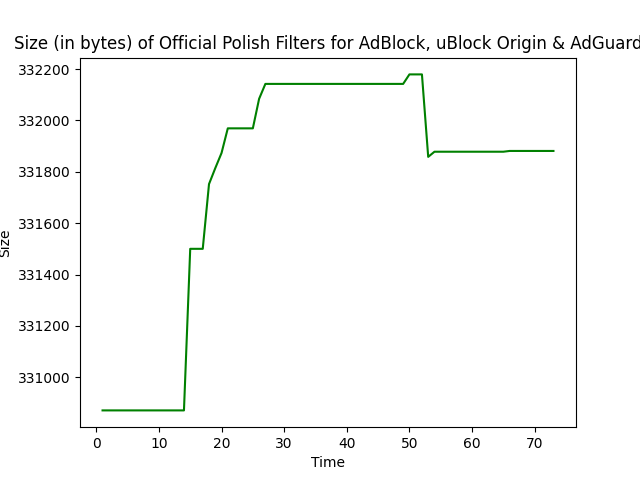 Size (in bytes) of Official Polish Filters for AdBlock, uBlock Origin & AdGuard
332200
332000
331800
331600
331400
331200
331000
Size
0 10 20 30 40 50 60 70
Time